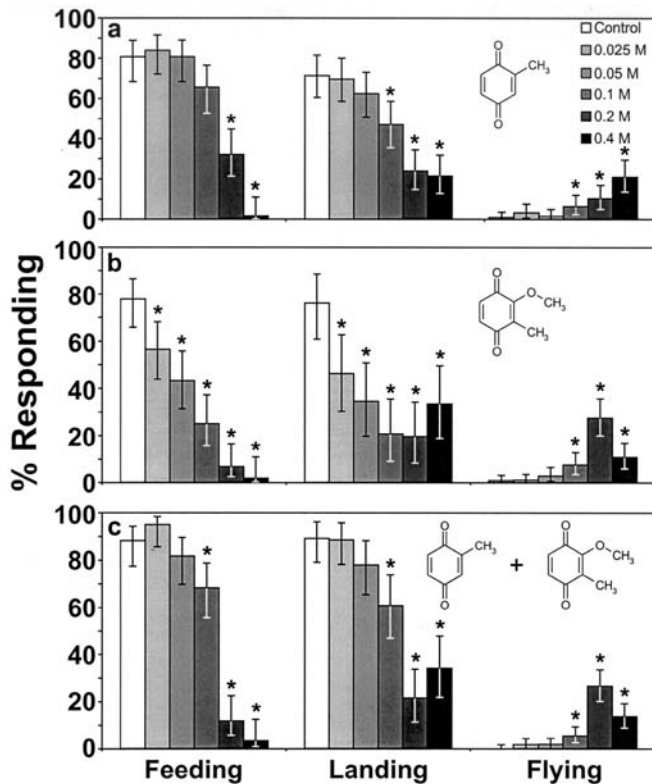 % Responding
a
100
80
60
40
20
0
* *
* * *
* * *
O
CH₃
O
Control
0.025 M
0.05 M
0.1 M
0.2 M
0.4 M
b
80
60
40
20
0
* * * * *
* * * * *
* * *
O
O CH₃
CH₃
O
c
100
80
60
40
20
0
* * *
* * *
* * *
O
CH₃
O
+
O
O CH₃
CH₃
O
Feeding Landing Flying